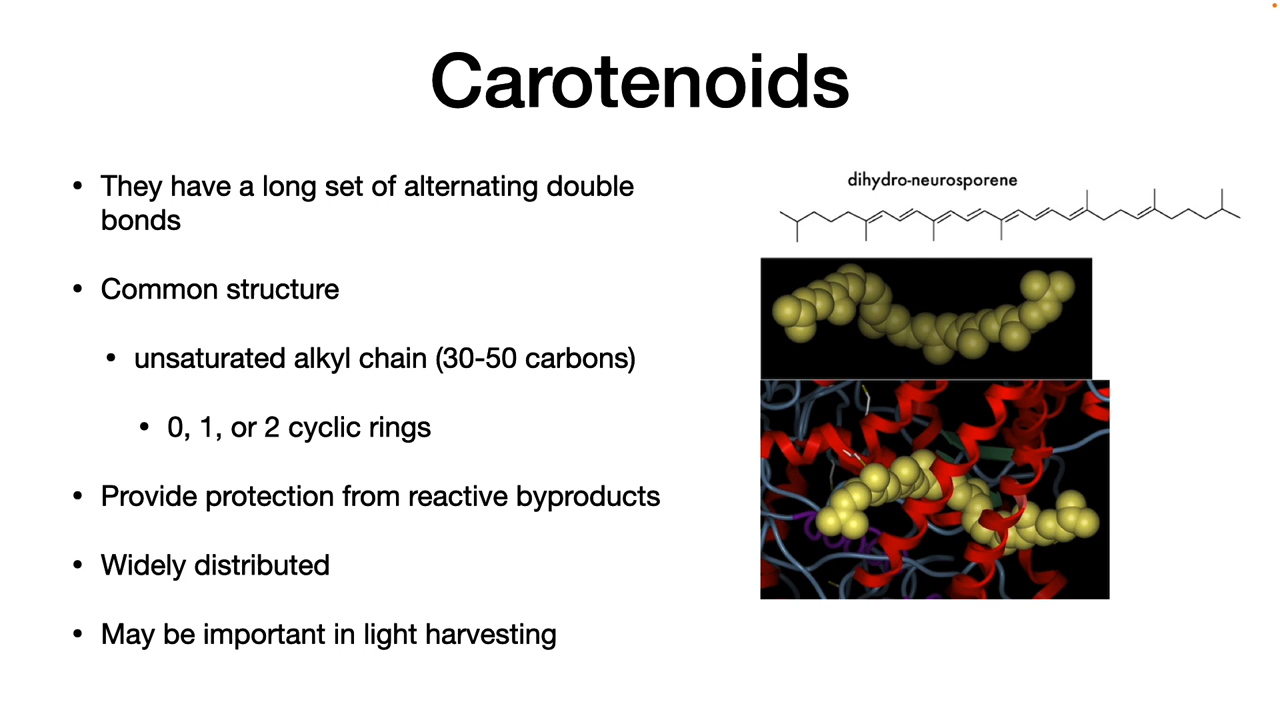 Carotenoids
• They have a long set of alternating double
bonds
• Common structure
• unsaturated alkyl chain (30-50 carbons)
• 0, 1, or 2 cyclic rings
• Provide protection from reactive byproducts
• Widely distributed
• May be important in light harvesting
dihydro-neurosporene